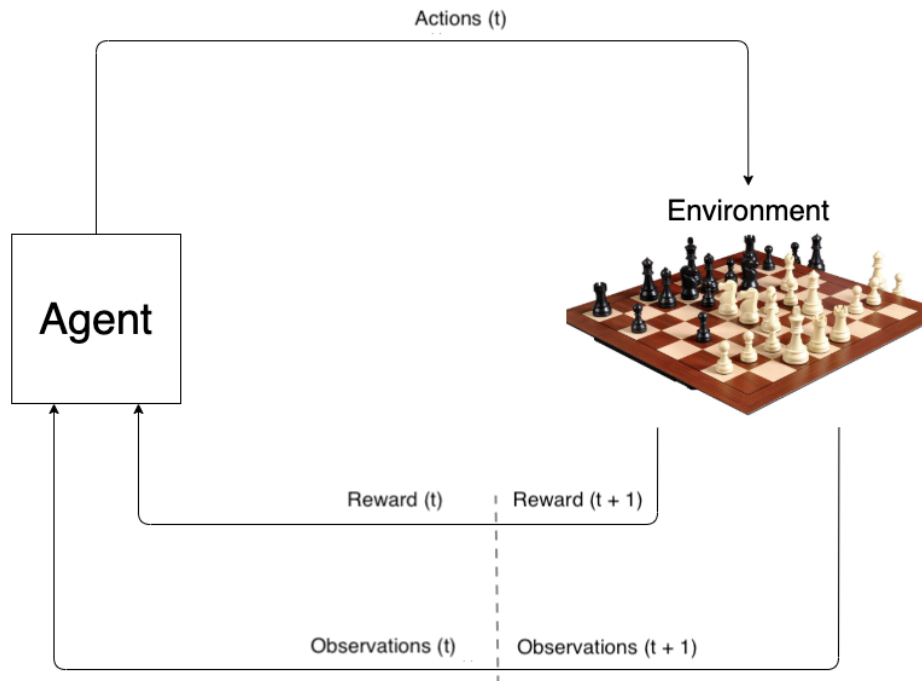 Actions (t)
Environment
Agent
Reward (t)
Reward (t + 1)
Observations (t)
Observations (t + 1)